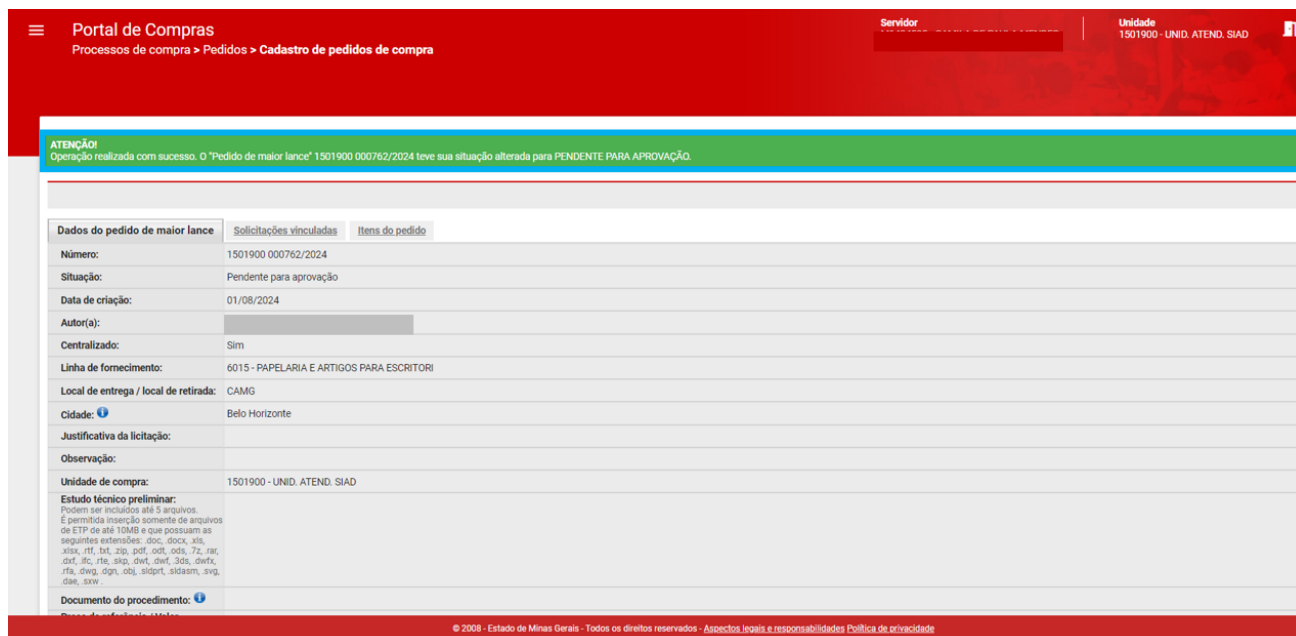 Portal de Compras
Processos de compra > Pedidos > Cadastro de pedidos de compra
Servidor
Unidade
1501900 - UNID. ATEND. SIAD
ATENÇÃO!
Operação realizada com sucesso. O "Pedido de maior lance" 1501900 000762/2024 teve sua situação alterada para PENDENTE PARA APROVAÇÃO.
Dados do pedido de maior lance Solicitações vinculadas Itens do pedido
Número: 1501900 000762/2024
Situação: Pendente para aprovação
Data de criação: 01/08/2024
Autor(a):
Centralizado: Sim
Linha de fornecimento: 6015 - PAPELARIA E ARTIGOS PARA ESCRITORI
Local de entrega / local de retirada: CAMG
Cidade: Belo Horizonte
Justificativa da licitação:
Observação:
Unidade de compra: 1501900 - UNID. ATEND. SIAD
Estudo técnico preliminar:
Podem ser incluídos até 5 arquivos.
É permitida inserção somente de arquivos
de ETP de até 10MB e que possuam as
seguintes extensões: .doc, .docx, .xls,
.xlsx, .rtf, .txt, .zip, .pdf, .odt, .ods, .7z, .rar,
.dxf, .ifc, .rte, .skp, .dwt, .dwf, .3ds, .dwfx,
.rfa, .dwg, .dgn, .obj, .sldprt, .sldasm, .svg,
.dae, .sxw .
Documento do procedimento:
© 2008 - Estado de Minas Gerais - Todos os direitos reservados - Aspectos legais e responsabilidades Política de privacidade